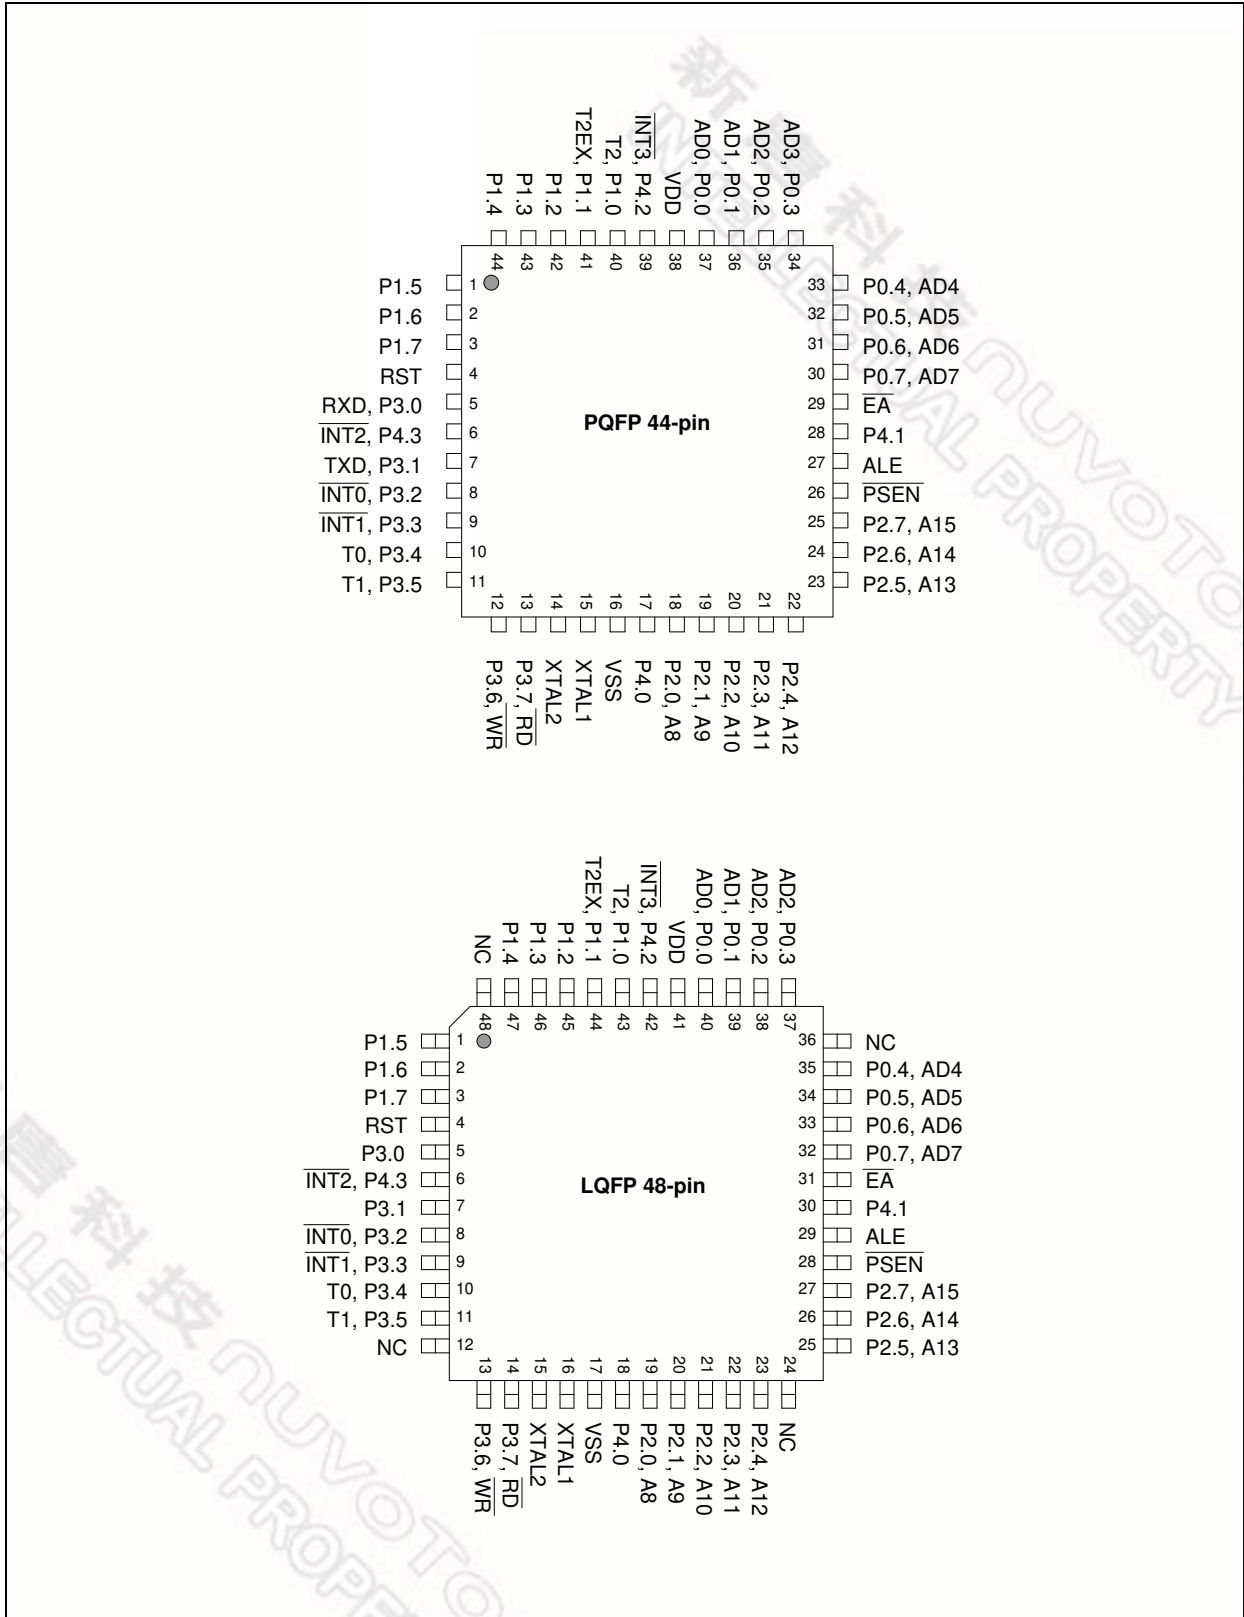 新唐科技 nuvoTo
INTELLECTUAL PROPERTY
P1.4
P1.3
P1.2
T2EX, P1.1
T2, P1.0
INT3, P4.2
VDD
AD0, P0.0
AD1, P0.1
AD2, P0.2
AD3, P0.3
44
43
42
41
40
39
38
37
36
35
34
P1.5 1
P1.6 2
P1.7 3
RST 4
RXD, P3.0 5
INT2, P4.3 6
TXD, P3.1 7
INT0, P3.2 8
INT1, P3.3 9
T0, P3.4 10
T1, P3.5 11
PQFP 44-pin
33 P0.4, AD4
32 P0.5, AD5
31 P0.6, AD6
30 P0.7, AD7
29 EA
28 P4.1
27 ALE
26 PSEN
25 P2.7, A15
24 P2.6, A14
23 P2.5, A13
12
13
14
15
16
17
18
19
20
21
22
P3.6, WR
P3.7, RD
XTAL2
XTAL1
VSS
P4.0
P2.0, A8
P2.1, A9
P2.2, A10
P2.3, A11
P2.4, A12
NC
P1.4
P1.3
P1.2
T2EX, P1.1
T2, P1.0
INT3, P4.2
VDD
AD0, P0.0
AD1, P0.1
AD2, P0.2
AD2, P0.3
48
47
46
45
44
43
42
41
40
39
38
37
P1.5 1
P1.6 2
P1.7 3
RST 4
P3.0 5
INT2, P4.3 6
P3.1 7
INT0, P3.2 8
INT1, P3.3 9
T0, P3.4 10
T1, P3.5 11
NC 12
LQFP 48-pin
36 NC
35 P0.4, AD4
34 P0.5, AD5
33 P0.6, AD6
32 P0.7, AD7
31 EA
30 P4.1
29 ALE
28 PSEN
27 P2.7, A15
26 P2.6, A14
25 P2.5, A13
13
14
15
16
17
18
19
20
21
22
23
24
P3.6, WR
P3.7, RD
XTAL2
XTAL1
VSS
P4.0
P2.0, A8
P2.1, A9
P2.2, A10
P2.3, A11
P2.4, A12
NC
唐科技 nuvoTo
LLECTUAL PROPE